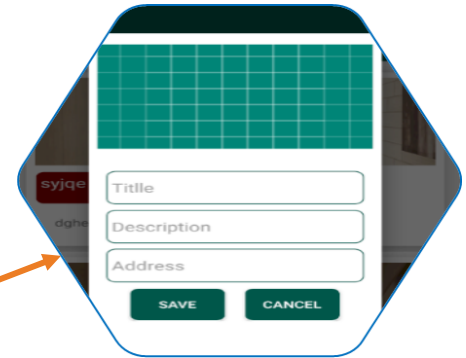 syjqe
Titlle
dghe
Description
Address
SAVE CANCEL